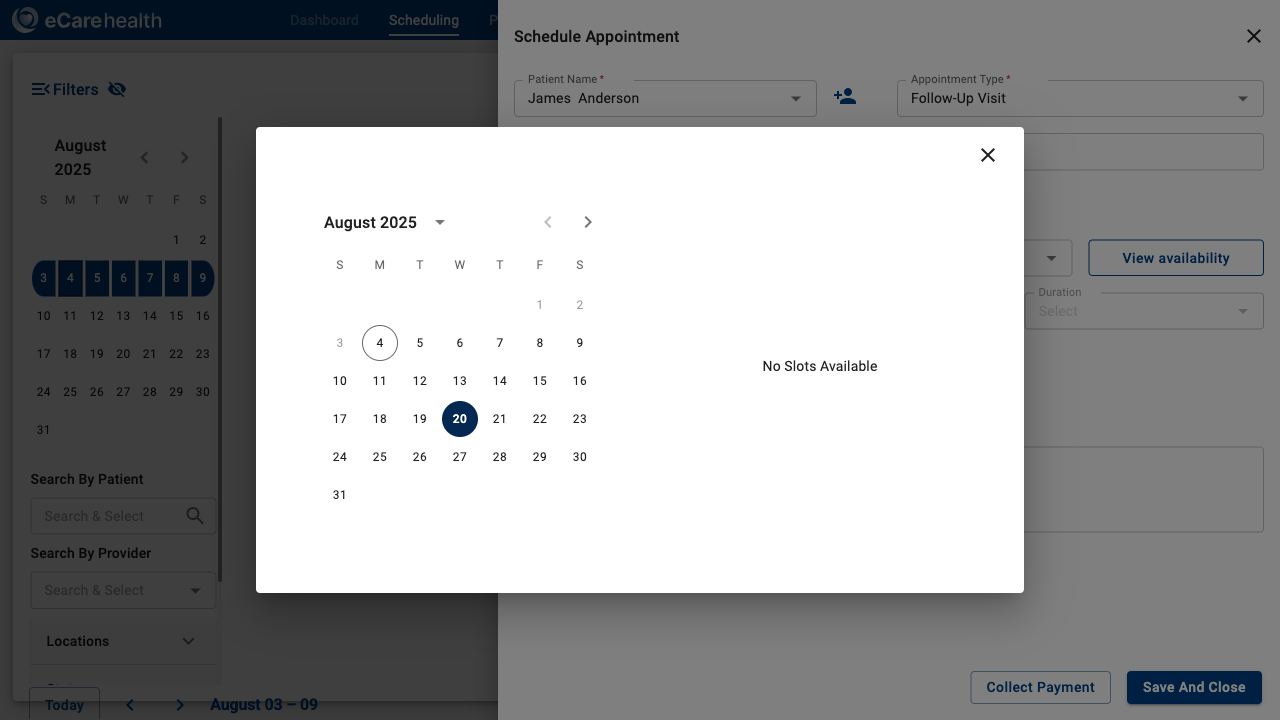 eCarehealth
Dashboard
Scheduling
P
Schedule Appointment
Filters
Patient Name *
James Anderson
Appointment Type *
Follow-Up Visit
August
2025
S M T W T F S
1 2
3 4 5 6 7 8 9
10 11 12 13 14 15 16
17 18 19 20 21 22 23
24 25 26 27 28 29 30
31
August 2025
S M T W T F S
1 2
3 4 5 6 7 8 9
10 11 12 13 14 15 16
17 18 19 20 21 22 23
24 25 26 27 28 29 30
31
No Slots Available
View availability
Duration
Select
Search By Patient
Search & Select
Search By Provider
Search & Select
Locations
Today
August 03 – 09
Collect Payment
Save And Close